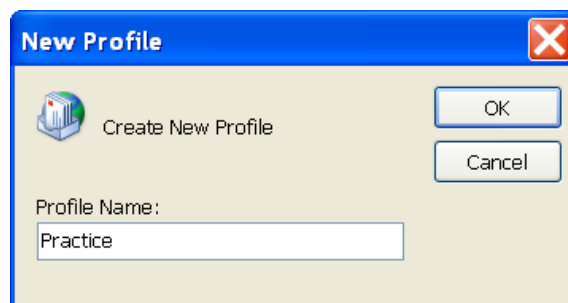 New Profile
OK
Create New Profile
Cancel
Profile Name:
Practice